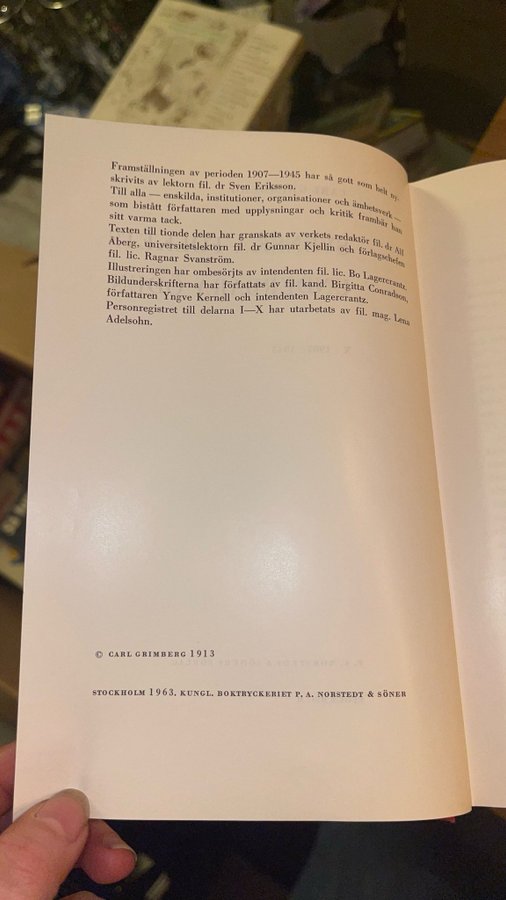 Framställningen av perioden 1907—1945 har så gott som helt ny-
skrivits av lektorn fil. dr Sven Eriksson.
Till alla — enskilda, institutioner, organisationer och ämbetsverk —
som bistått författaren med upplysningar och kritik frambär han
sitt varma tack.
Texten till tionde delen har granskats av verkets redaktör fil. dr Alf
Åberg, universitetslektorn fil. dr Gunnar Kjellin och förlagschefen
fil. lic. Ragnar Svanström.
Illustreringen har ombesörjts av intendenten fil. lic. Bo Lagercrantz.
Bildunderskrifterna har författats av fil. kand. Birgitta Conradson,
författaren Yngve Kernell och intendenten Lagercrantz.
Personregistret till delarna I—X har utarbetats av fil. mag. Lena
Adelsohn.
© CARL GRIMBERG 1913
STOCKHOLM 1963. KUNGL. BOKTRYCKERIET P. A. NORSTEDT & SÖNER